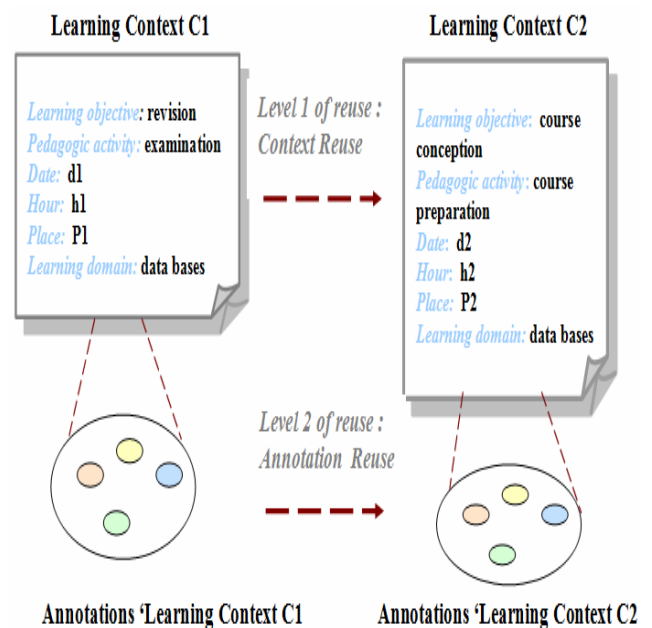 Learning Context C1
Learning objective: revision
Pedagogic activity: examination
Date: d1
Hour: h1
Place: P1
Learning domain: data bases
Level 1 of reuse :
Context Reuse
Learning Context C2
Learning objective: course
conception
Pedagogic activity: course
preparation
Date: d2
Hour: h2
Place: P2
Learning domain: data bases
Level 2 of reuse :
Annotation Reuse
Annotations ‘Learning Context C1
Annotations ‘Learning Context C2